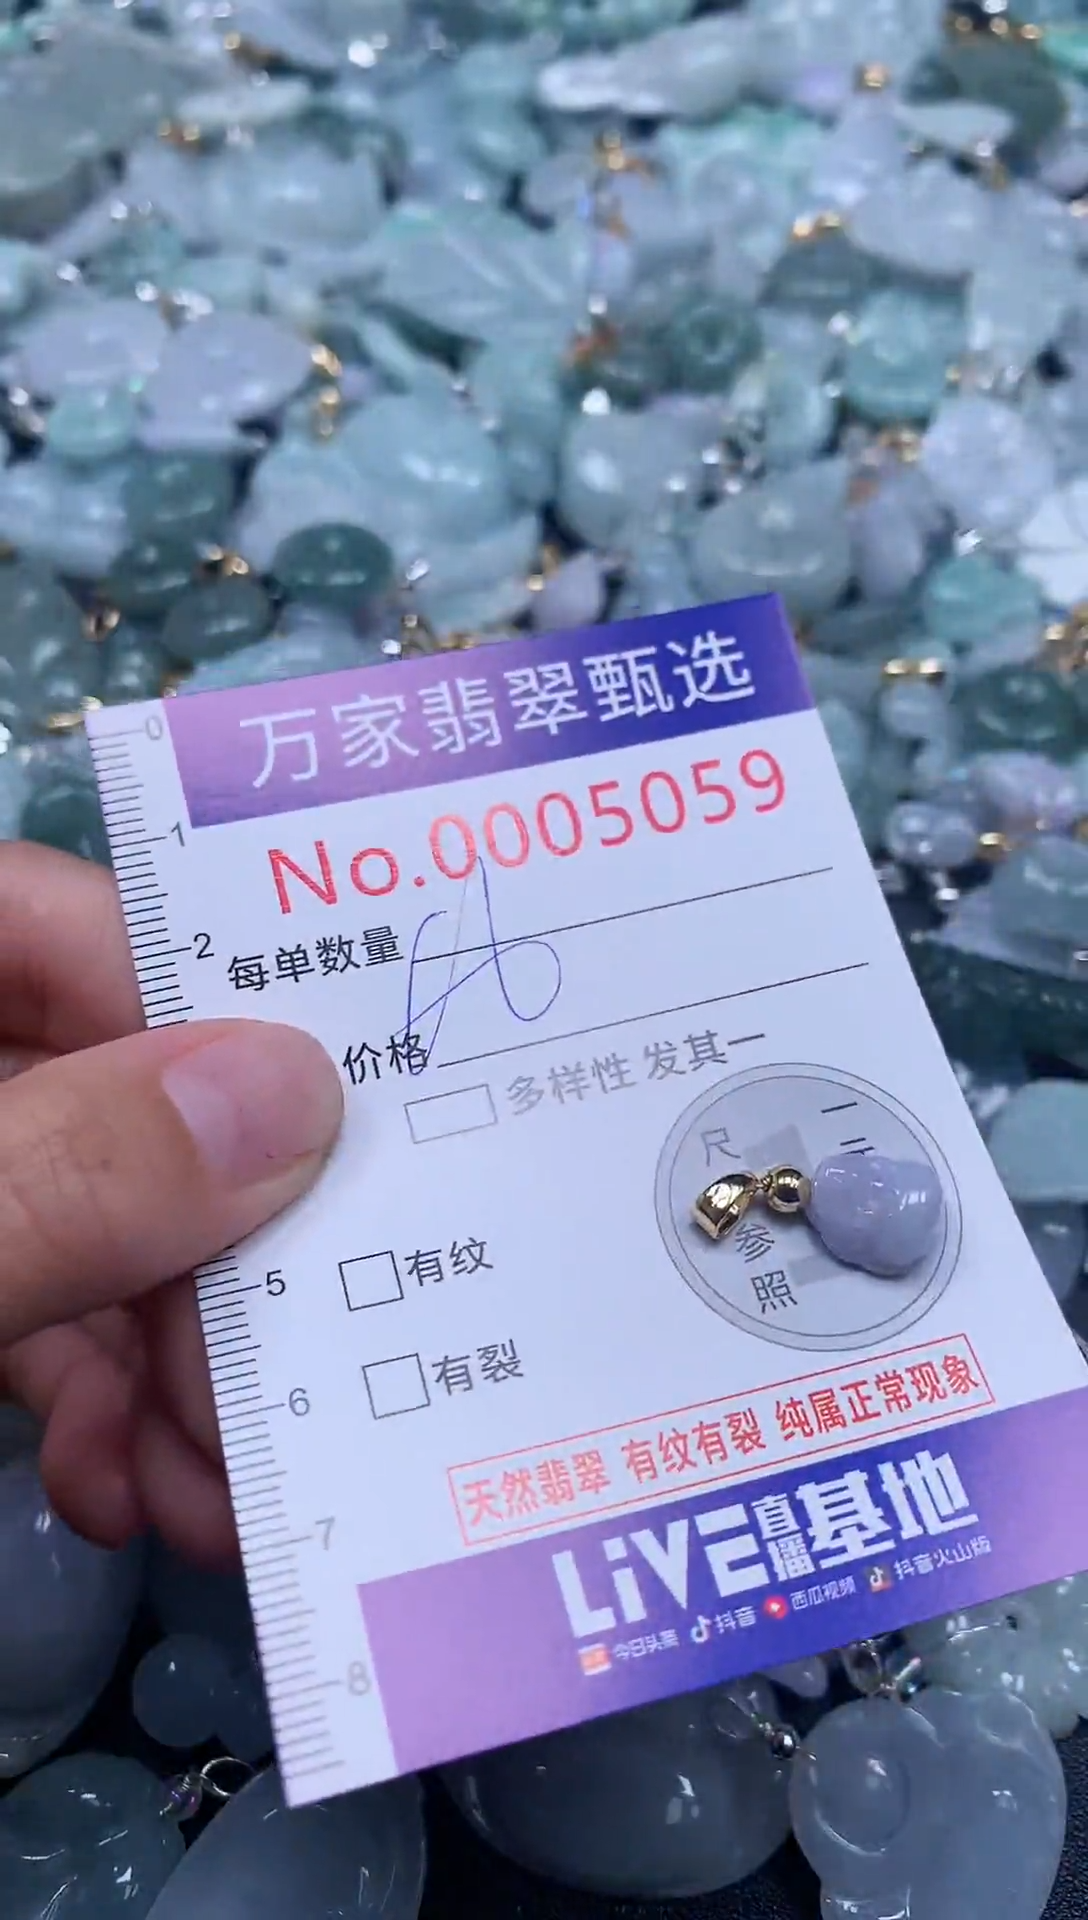 万家翡翠甄选
No.0005059
0
1
2
5
6
7
8
每单数量
价格
多样性 发其一
一
元
尺
参
照
有纹
有裂
天然翡翠 有纹有裂 纯属正常现象
LiVE直播基地
今日头条 抖音 西瓜视频 抖音火山版